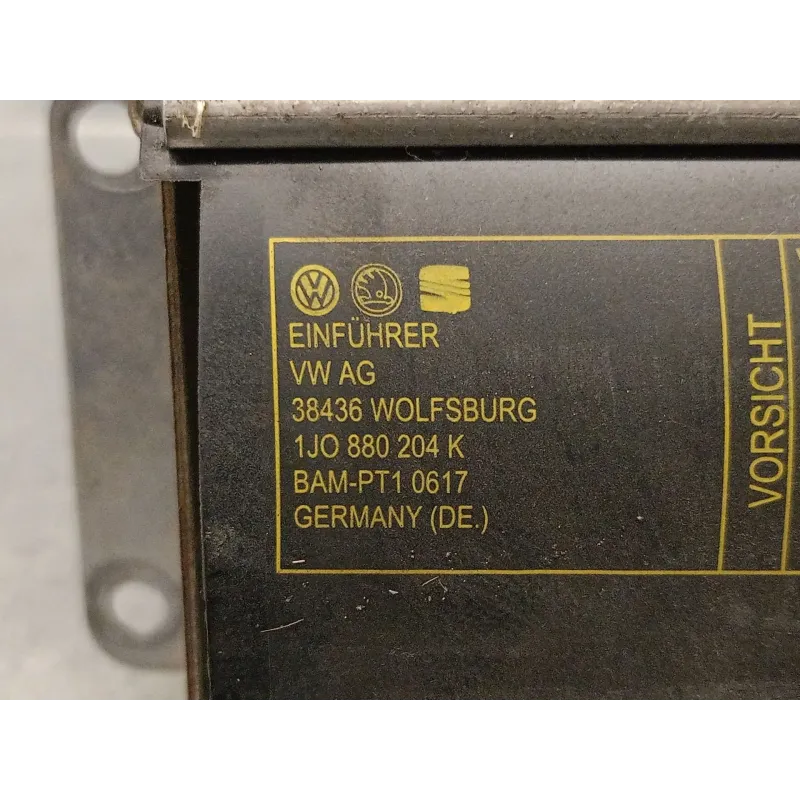 EINFÜHRER
VW AG
38436 WOLFSBURG
1JO 880 204 K
BAM-PT1 0617
GERMANY (DE.)
VORSICHT